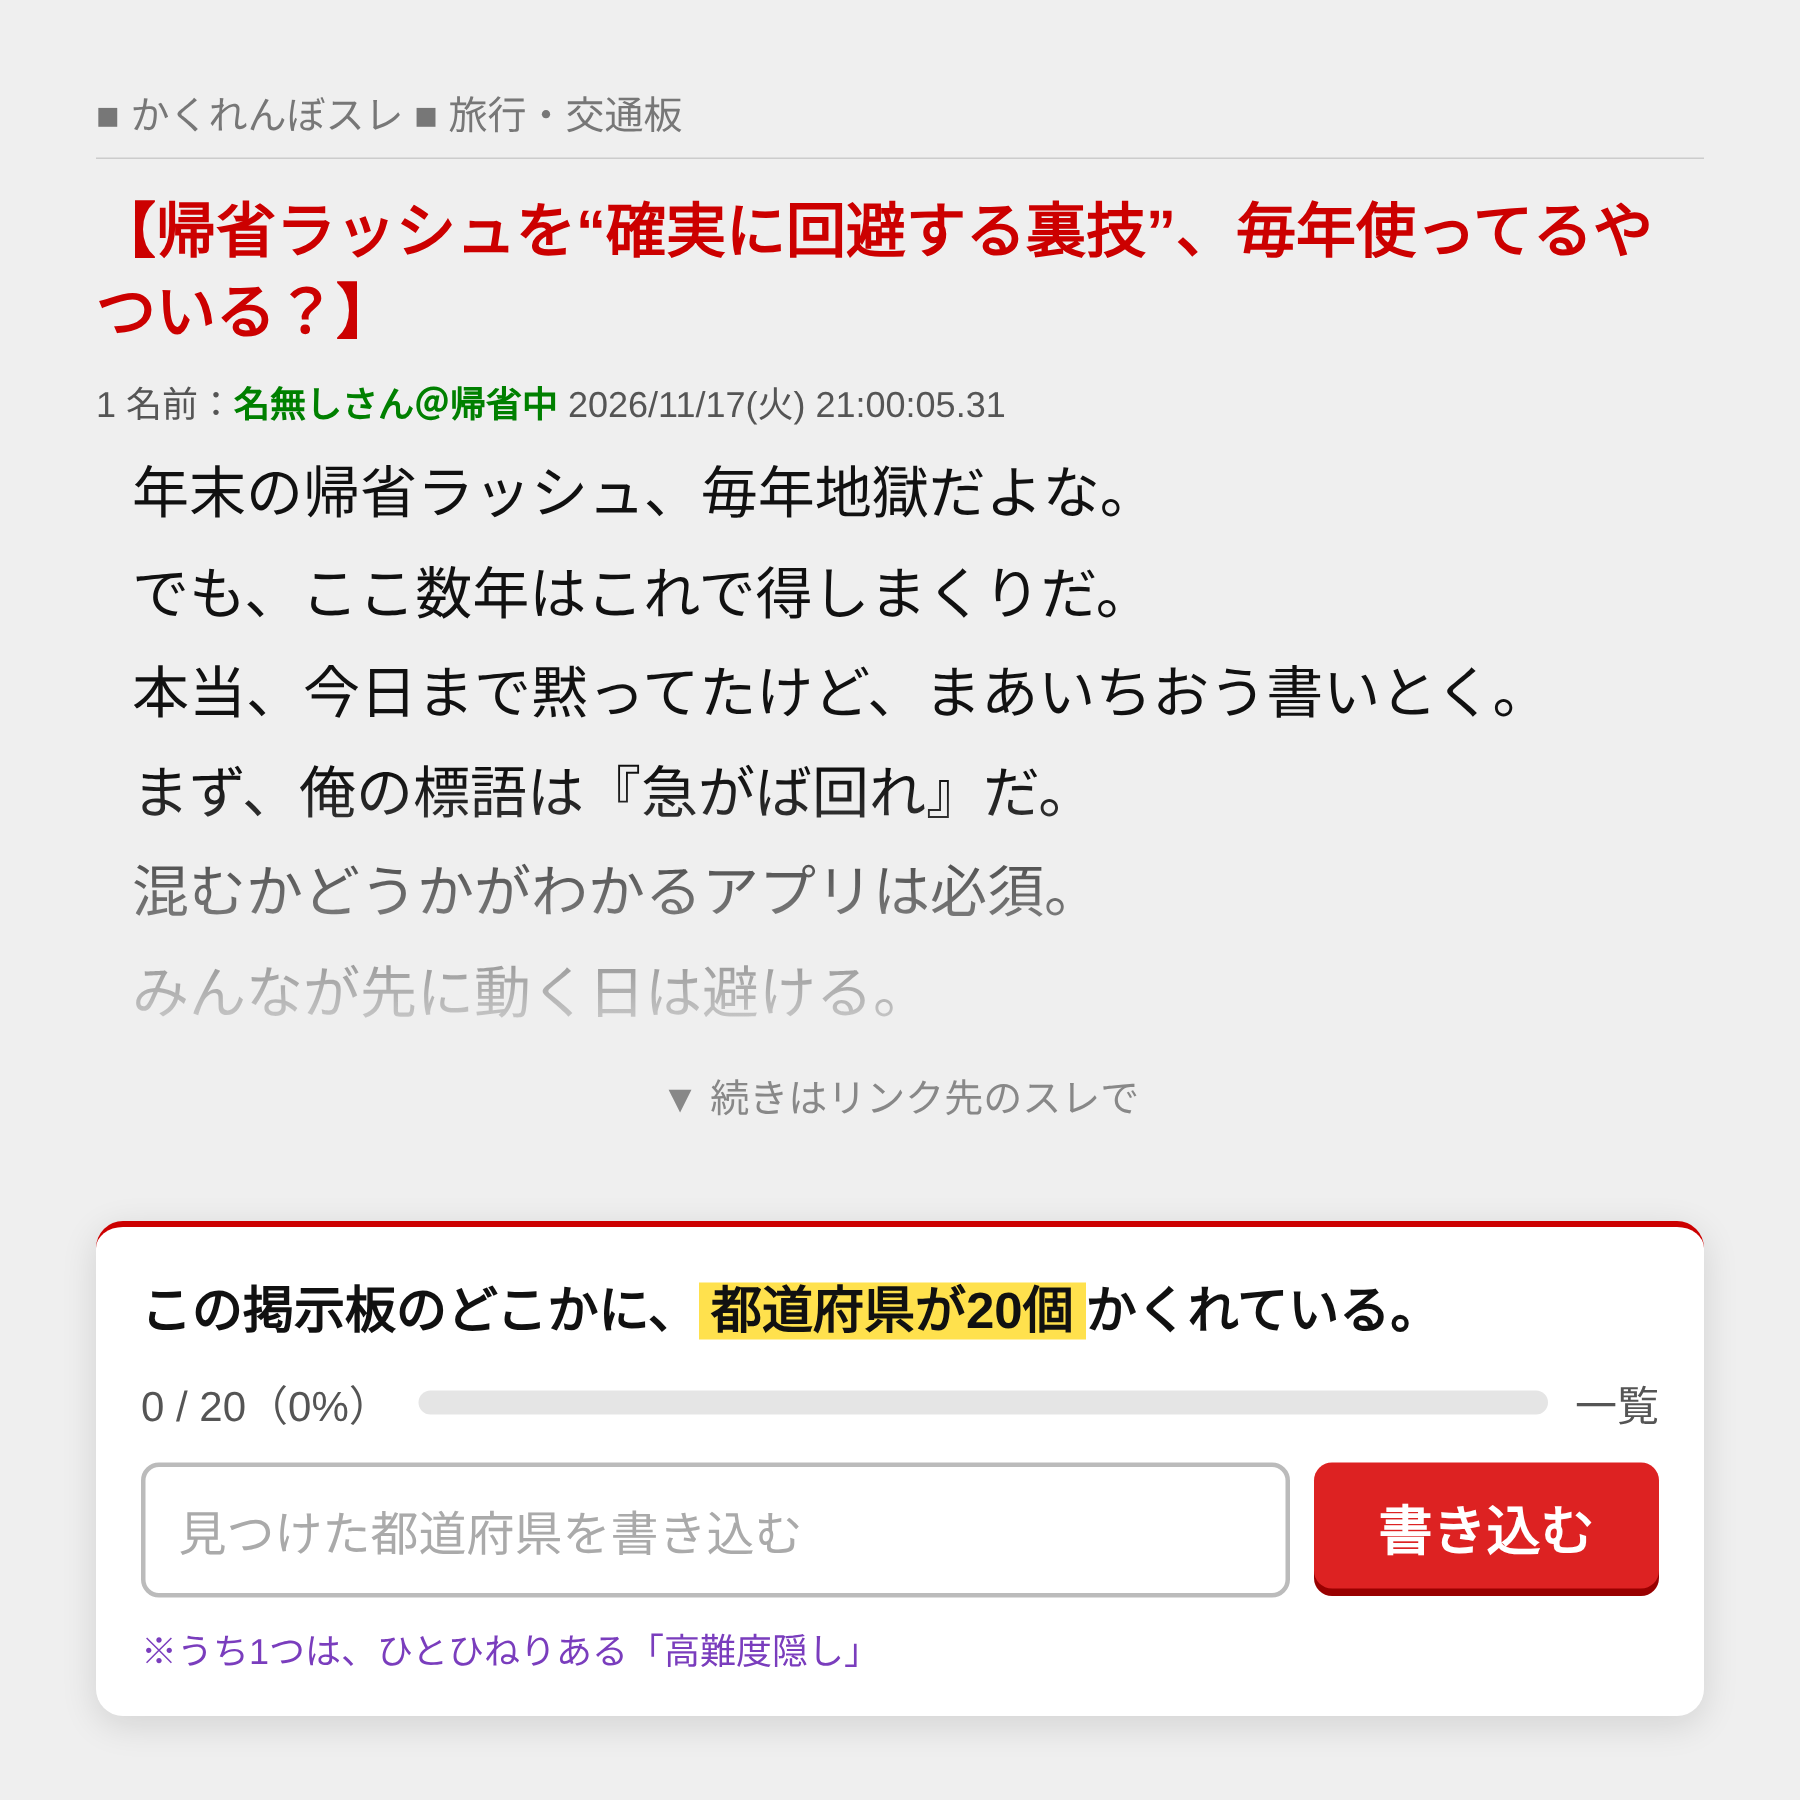 ■ かくれんぼスレ ■ 旅行・交通板
【帰省ラッシュを“確実に回避する裏技”、毎年使ってるや
ついる？】
1 名前：名無しさん＠帰省中 2026/11/17(火) 21:00:05.31
年末の帰省ラッシュ、毎年地獄だよな。
でも、ここ数年はこれで得しまくりだ。
本当、今日まで黙ってたけど、まあいちおう書いとく。
まず、俺の標語は『急がば回れ』だ。
混むかどうかがわかるアプリは必須。
みんなが先に動く日は避ける。
▼ 続きはリンク先のスレで
この掲示板のどこかに、都道府県が20個かくれている。
0 / 20（0%） 一覧
見つけた都道府県を書き込む 書き込む
※うち1つは、ひとひねりある「高難度隠し」